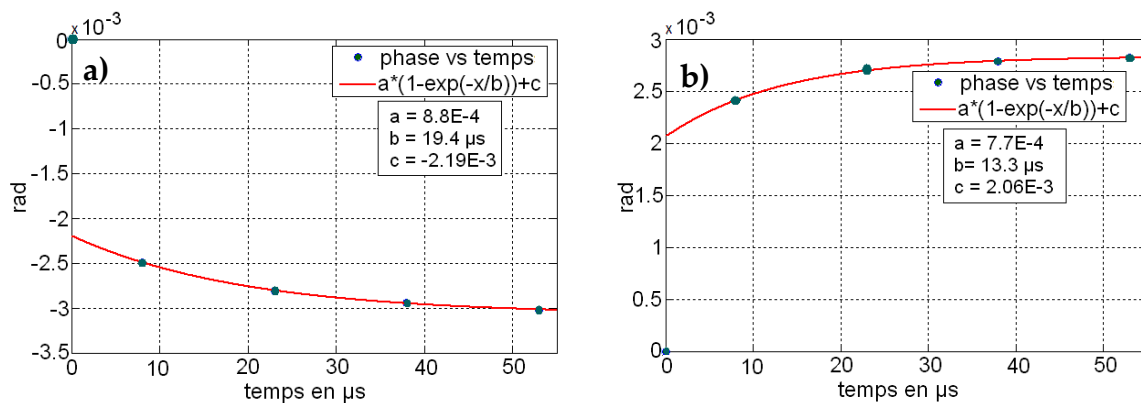 ×10⁻³
0
-0.5
-1
-1.5
-2
-2.5
-3
-3.5
rad
a)
phase vs temps
a*(1-exp(-x/b))+c
a = 8.8E-4
b = 19.4 µs
c = -2.19E-3
0 10 20 30 40 50
temps en µs
×10⁻³
3
2.5
2
1.5
1
0.5
0
rad
b)
phase vs temps
a*(1-exp(-x/b))+c
a = 7.7E-4
b= 13.3 µs
c = 2.06E-3
0 10 20 30 40 50
temps en µs